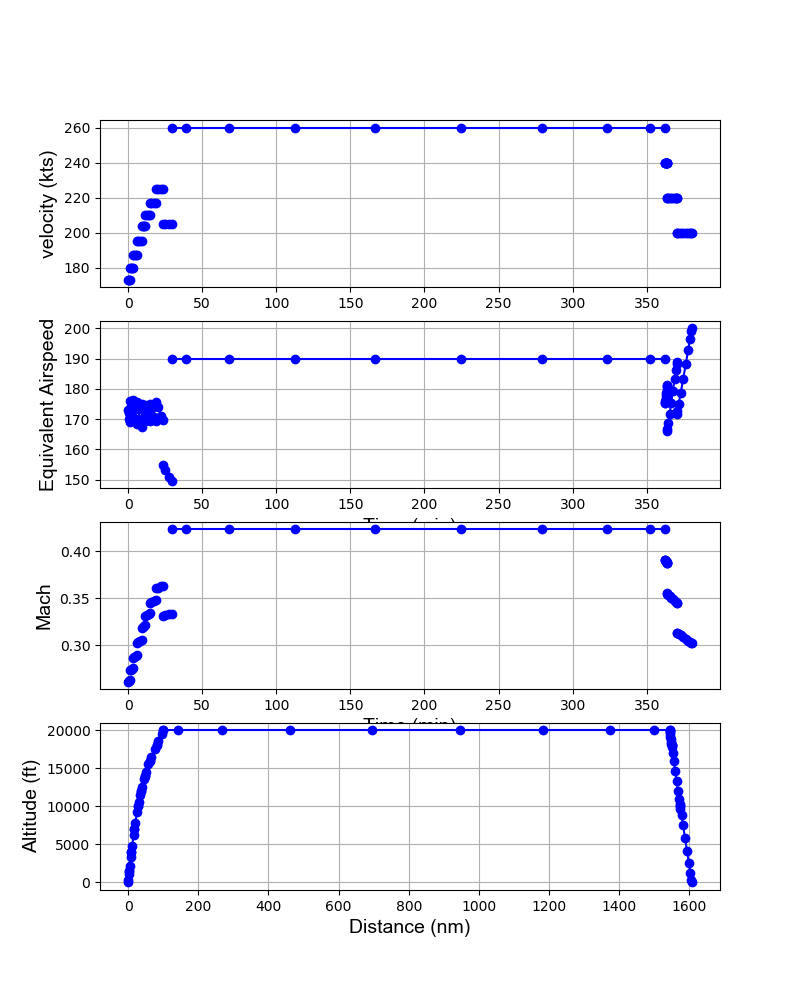 260
240
220
200
180
velocity (kts)
0 50 100 150 200 250 300 350
200
190
180
170
160
150
Equivalent Airspeed
0 50 100 150 200 250 300 350
0.40
0.35
0.30
Mach
0 50 100 150 200 250 300 350
Time (min)
20000
15000
10000
5000
0
Altitude (ft)
0 200 400 600 800 1000 1200 1400 1600
Distance (nm)